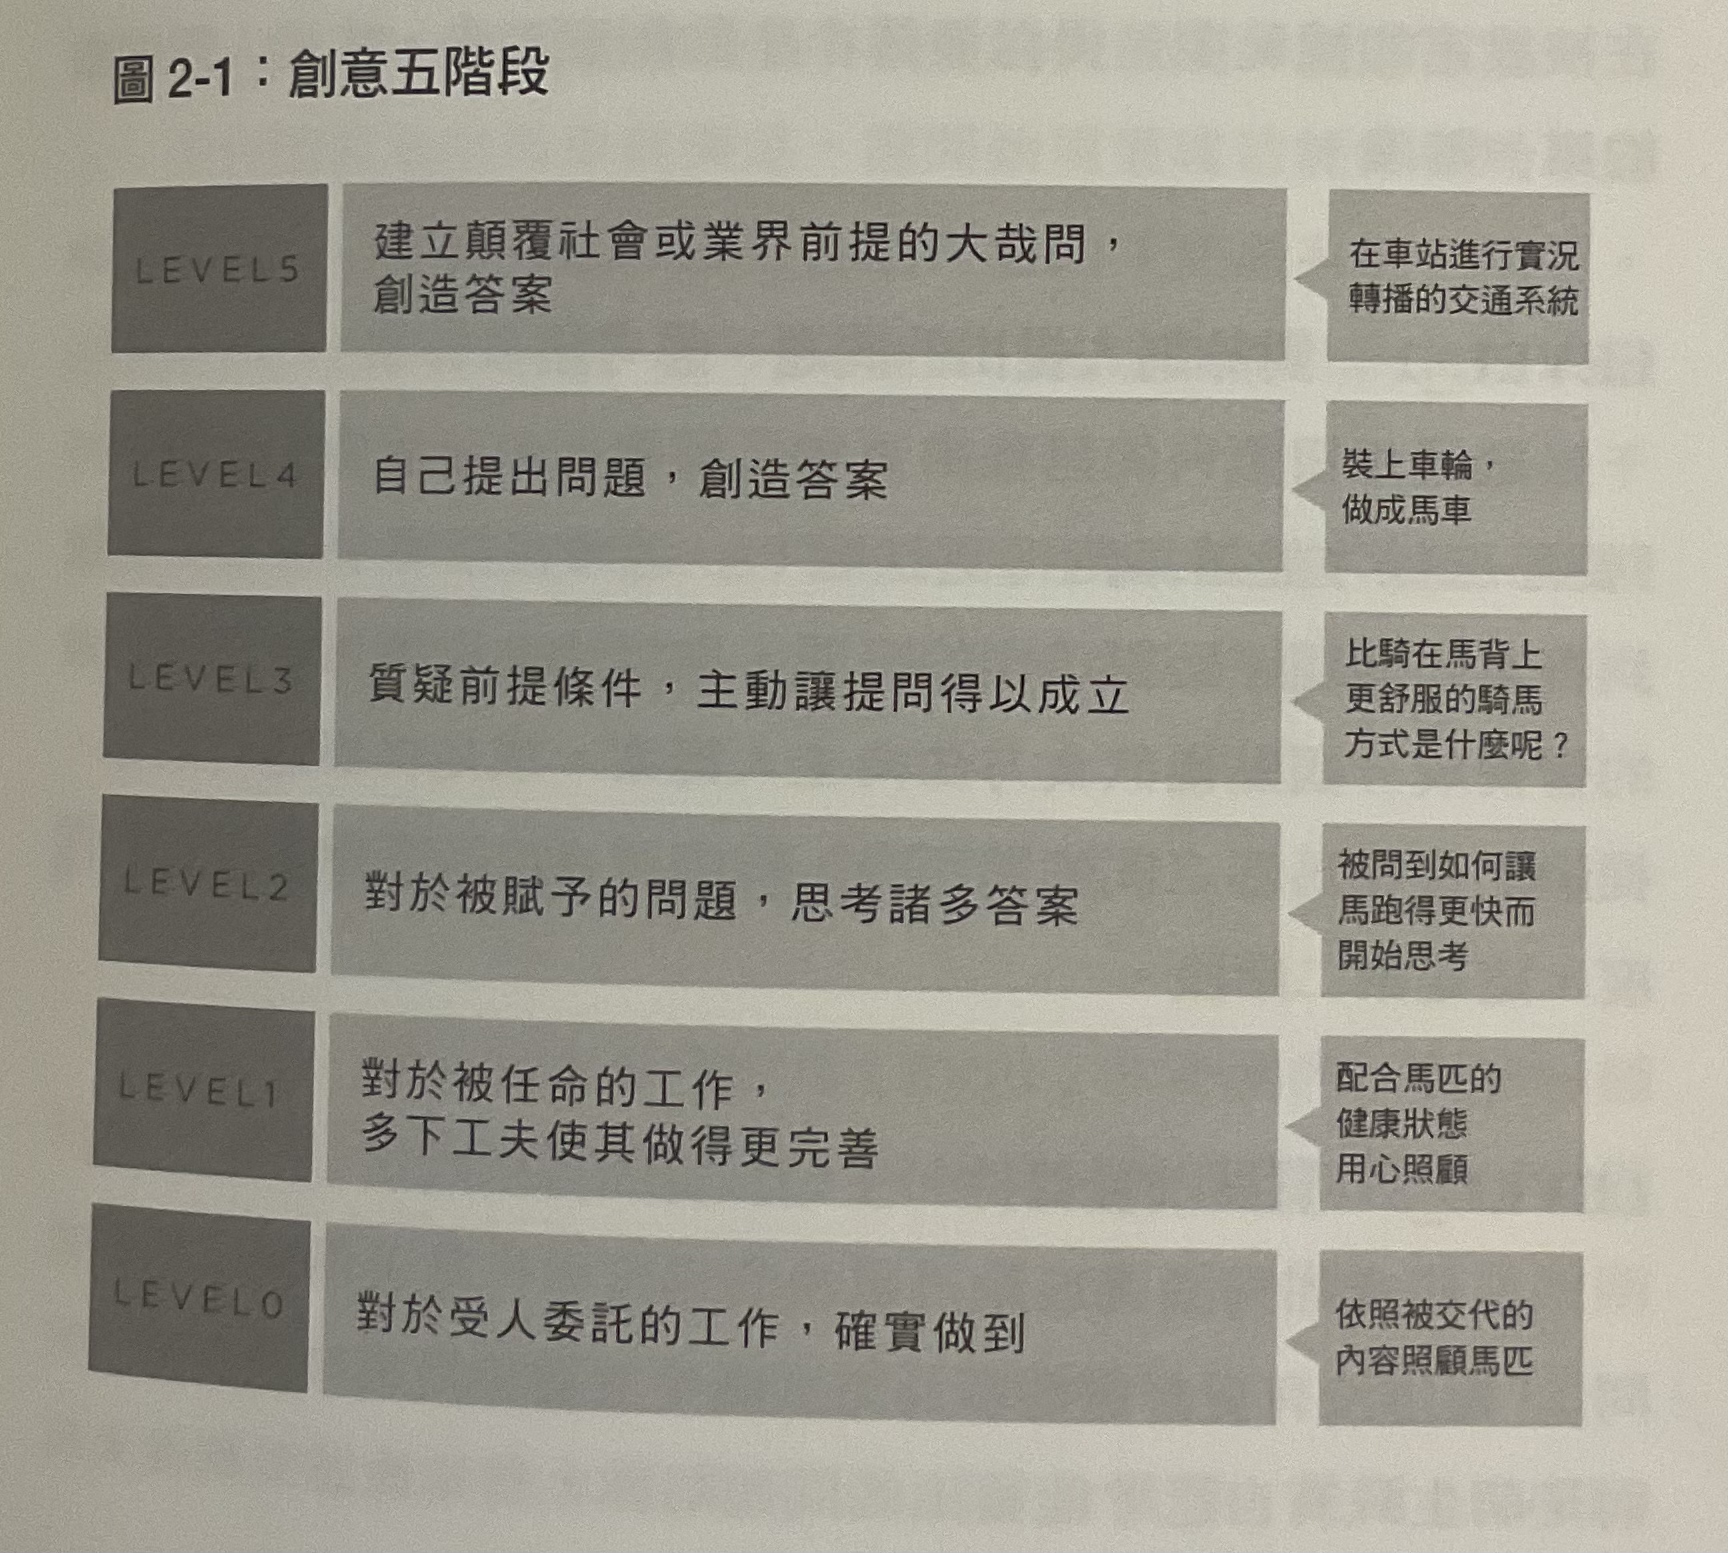 圖 2-1：創意五階段
LEVEL5
建立顛覆社會或業界前提的大哉問，
創造答案
在車站進行實況
轉播的交通系統
LEVEL4
自己提出問題，創造答案
裝上車輪，
做成馬車
LEVEL3
質疑前提條件，主動讓提問得以成立
比騎在馬背上
更舒服的騎馬
方式是什麼呢？
LEVEL2
對於被賦予的問題，思考諸多答案
被問到如何讓
馬跑得更快而
開始思考
LEVEL1
對於被任命的工作，
多下工夫使其做得更完善
配合馬匹的
健康狀態
用心照顧
LEVEL0
對於受人委託的工作，確實做到
依照被交代的
內容照顧馬匹